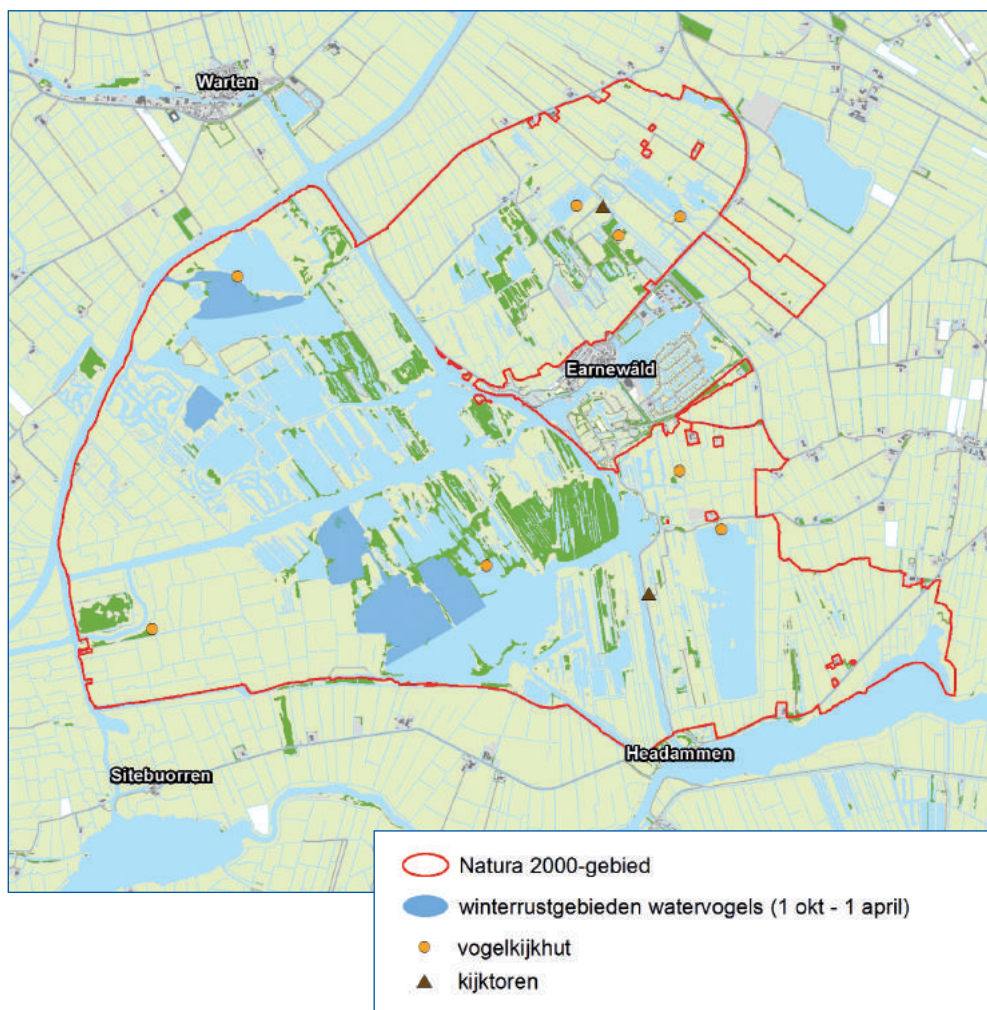 Warten
Earnewâld
Headammen
Sitebuorren
Natura 2000-gebied
winterrustgebieden watervogels (1 okt - 1 april)
vogelkijkhut
kijktoren